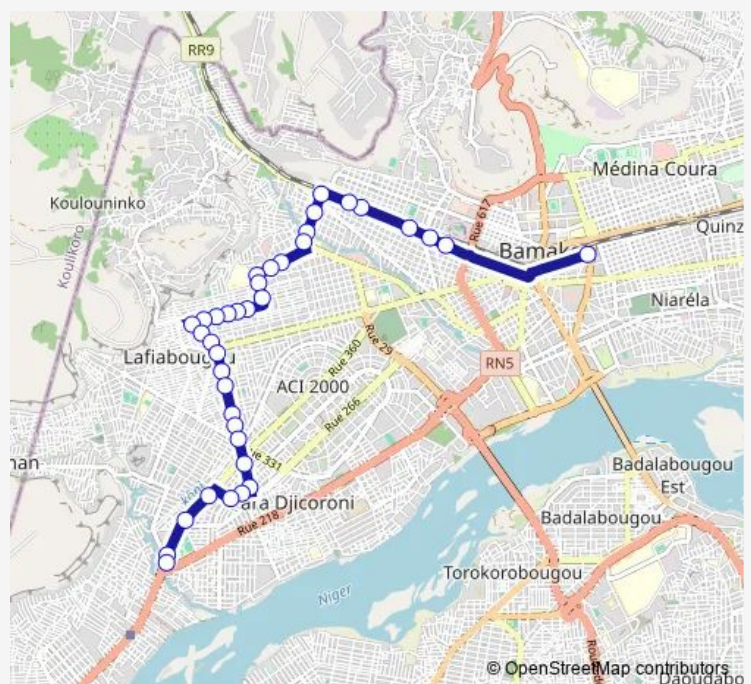 RR9
Médina Coura
Koulouninko
Rue 617
Quinz
Bamak
Koulikoro
Niaréla
Lafiabougou
Rue 29
Rue 360
RN5
ACI 2000
Rue 266
Rue 331
man
Badalabougou
Est
ara Djicoroni
Rue 218
Badalabougou
Torokorobougou
Niger
© OpenStreetMap contributors
Daoudabo